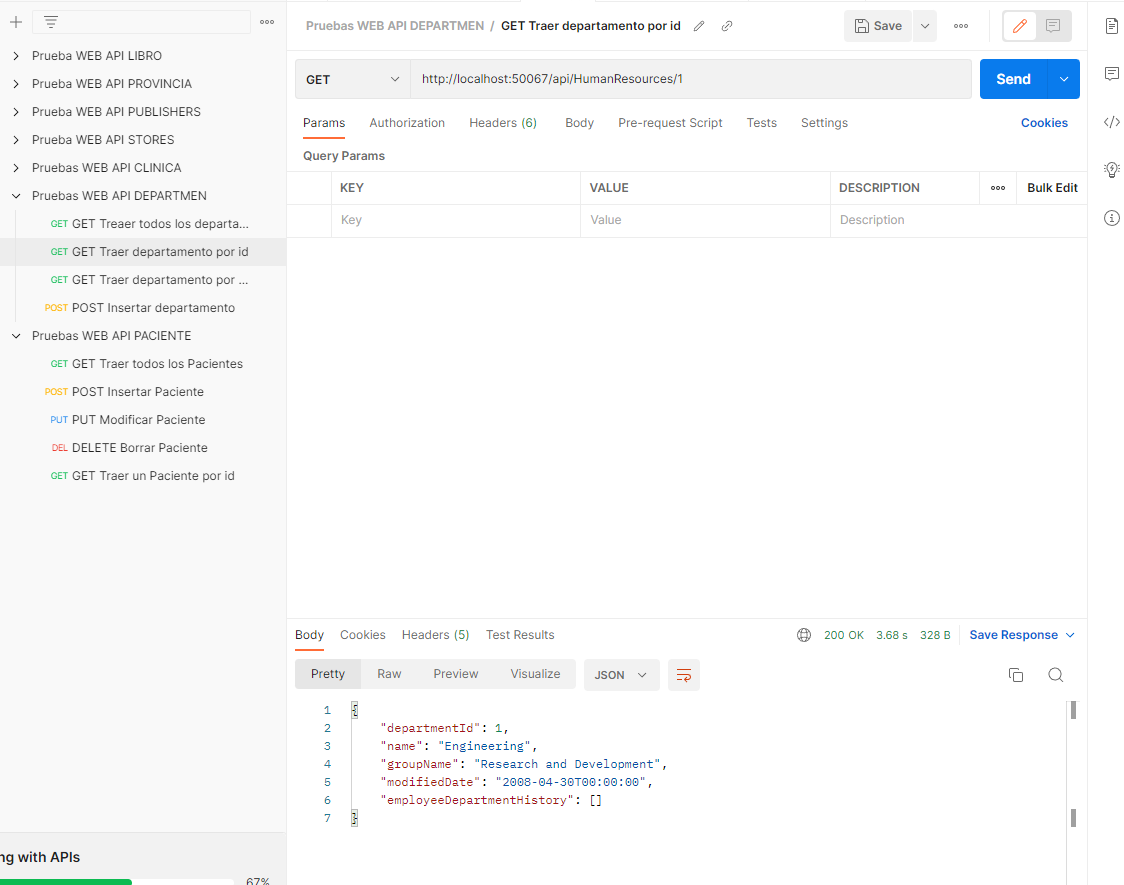 Prueba WEB API LIBRO
Prueba WEB API PROVINCIA
Pruebas WEB API PUBLISHERS
Pruebas WEB API STORES
Pruebas WEB API CLINICA
Pruebas WEB API DEPARTMEN
GET GET Treaer todos los departa...
GET GET Traer departamento por id
GET GET Traer departamento por ...
POST POST Insertar departamento
Pruebas WEB API PACIENTE
GET GET Traer todos los Pacientes
POST POST Insertar Paciente
PUT PUT Modificar Paciente
DEL DELETE Borrar Paciente
GET GET Traer un Paciente por id
ng with APIs
67%
Pruebas WEB API DEPARTMEN / GET Traer departamento por id
Save
GET http://localhost:50067/api/HumanResources/1 Send
Params Authorization Headers (6) Body Pre-request Script Tests Settings Cookies
Query Params
KEY VALUE DESCRIPTION Bulk Edit
Key Value Description
Body Cookies Headers (5) Test Results 200 OK 3.68 s 328 B Save Response
Pretty Raw Preview Visualize JSON
1 {
2 "departmentId": 1,
3 "name": "Engineering",
4 "groupName": "Research and Development",
5 "modifiedDate": "2008-04-30T00:00:00",
6 "employeeDepartmentHistory": []
7 }